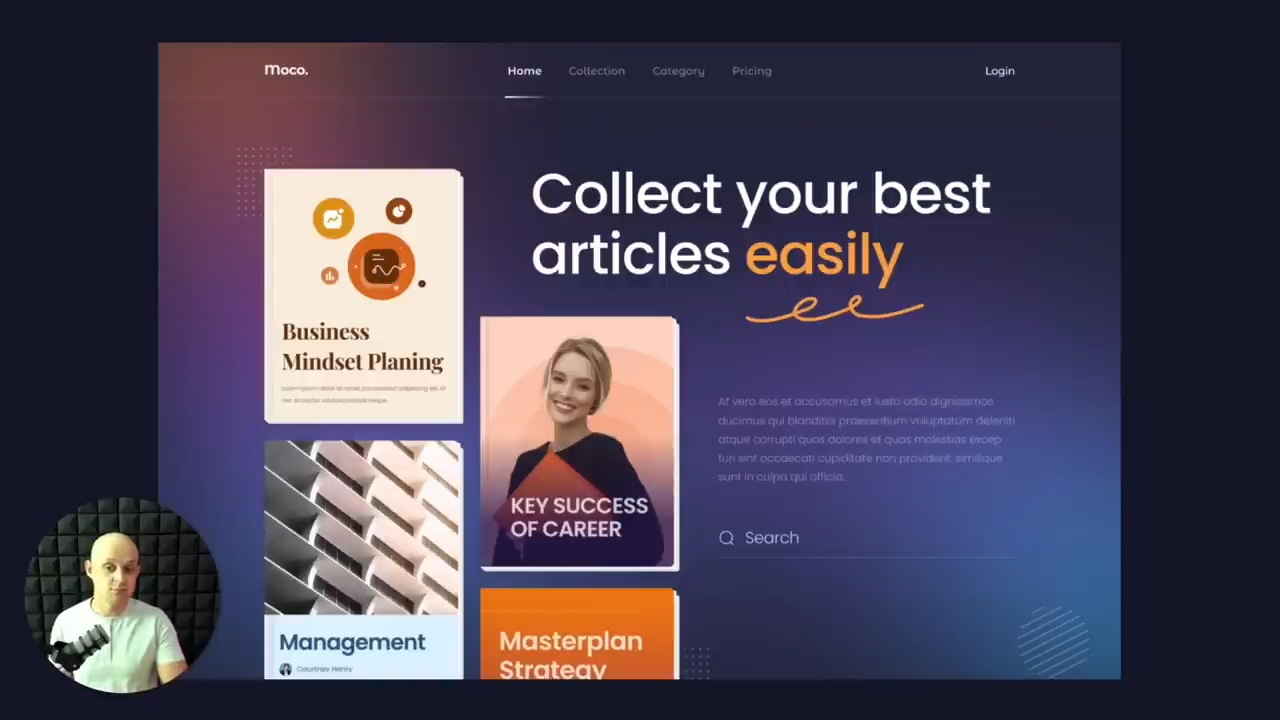 moco.
Home Collection Category Pricing
Login
Collect your best
articles easily
Business
Mindset Planing
KEY SUCCESS
OF CAREER
At vero eos et accusamus et iusto odio dignissimos
ducimus qui blanditiis praesentium voluptatum deleniti
atque corrupti quos dolores et quas molestias excep
turi sint occaecati cupiditate non provident, similique
sunt in culpa qui officia.
Search
Management
Courtney Henry
Masterplan
Strategy